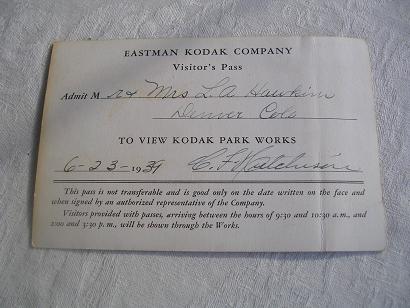 EASTMAN KODAK COMPANY
Visitor's Pass
Admit Mr & Mrs L. A. Hawkins
Denver Colo
TO VIEW KODAK PARK WORKS
6-23-1939 C. F. Hutchison
This pass is not transferable and is good only on the date written on the face and
when signed by an authorized representative of the Company.
Visitors provided with passes, arriving between the hours of 9:30 and 10:30 a.m., and
2:00 and 3:30 p.m., will be shown through the Works.